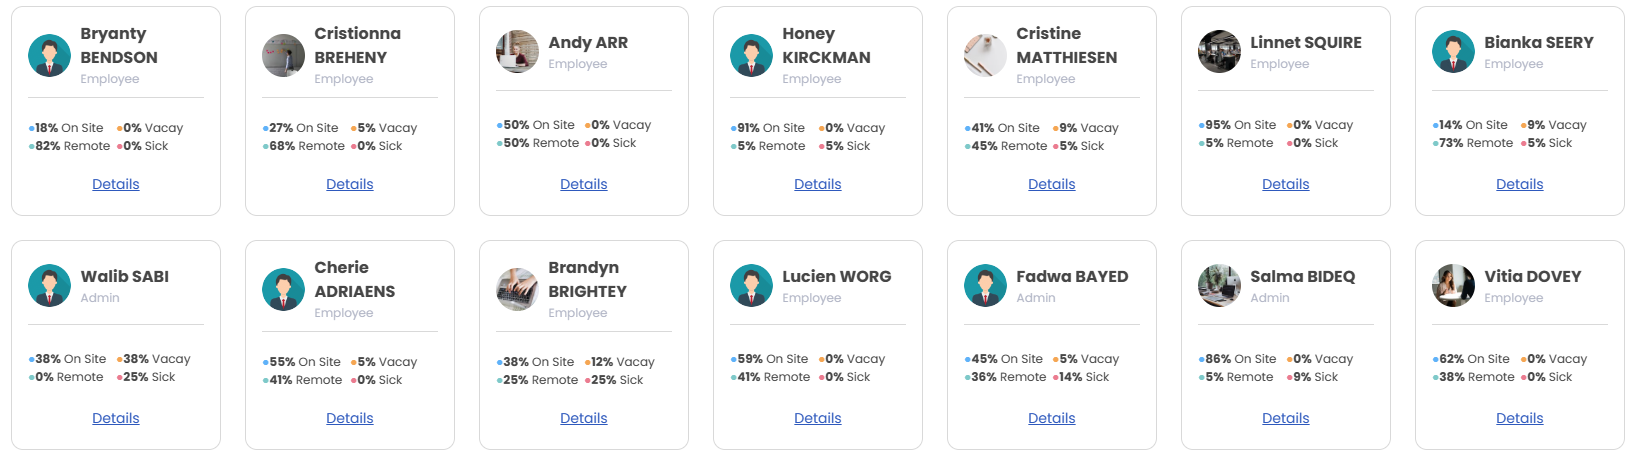 Bryanty
BENDSON
Employee
18% On Site 0% Vacay
82% Remote 0% Sick
Details
Cristionna
BREHENY
Employee
27% On Site 5% Vacay
68% Remote 0% Sick
Details
Andy ARR
Employee
50% On Site 0% Vacay
50% Remote 0% Sick
Details
Honey
KIRCKMAN
Employee
91% On Site 0% Vacay
5% Remote 5% Sick
Details
Cristine
MATTHIESEN
Employee
41% On Site 9% Vacay
45% Remote 5% Sick
Details
Linnet SQUIRE
Employee
95% On Site 0% Vacay
5% Remote 0% Sick
Details
Bianka SEERY
Employee
14% On Site 9% Vacay
73% Remote 5% Sick
Details
Walib SABI
Admin
38% On Site 38% Vacay
0% Remote 25% Sick
Details
Cherie
ADRIAENS
Employee
55% On Site 5% Vacay
41% Remote 0% Sick
Details
Brandyn
BRIGHTEY
Employee
38% On Site 12% Vacay
25% Remote 25% Sick
Details
Lucien WORG
Employee
59% On Site 0% Vacay
41% Remote 0% Sick
Details
Fadwa BAYED
Admin
45% On Site 5% Vacay
36% Remote 14% Sick
Details
Salma BIDEQ
Admin
86% On Site 0% Vacay
5% Remote 9% Sick
Details
Vitia DOVEY
Employee
62% On Site 0% Vacay
38% Remote 0% Sick
Details